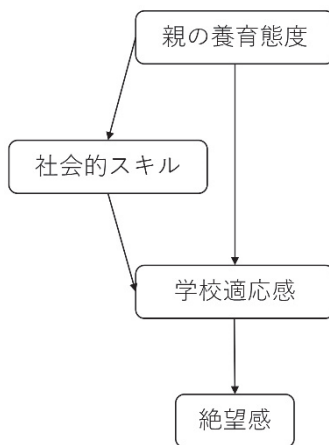 親の養育態度
社会的スキル
学校適応感
絶望感